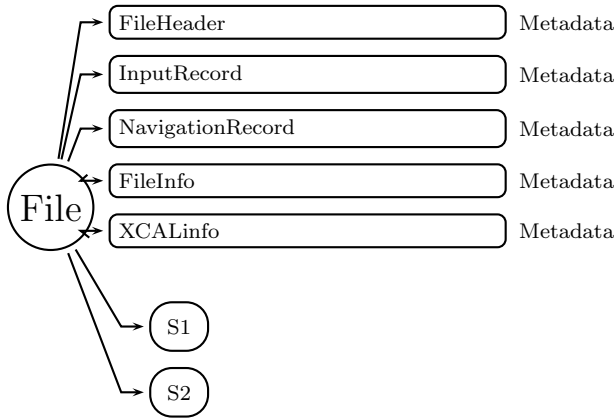 FileHeader Metadata
InputRecord Metadata
NavigationRecord Metadata
FileInfo Metadata
File
XCALinfo Metadata
S1
S2